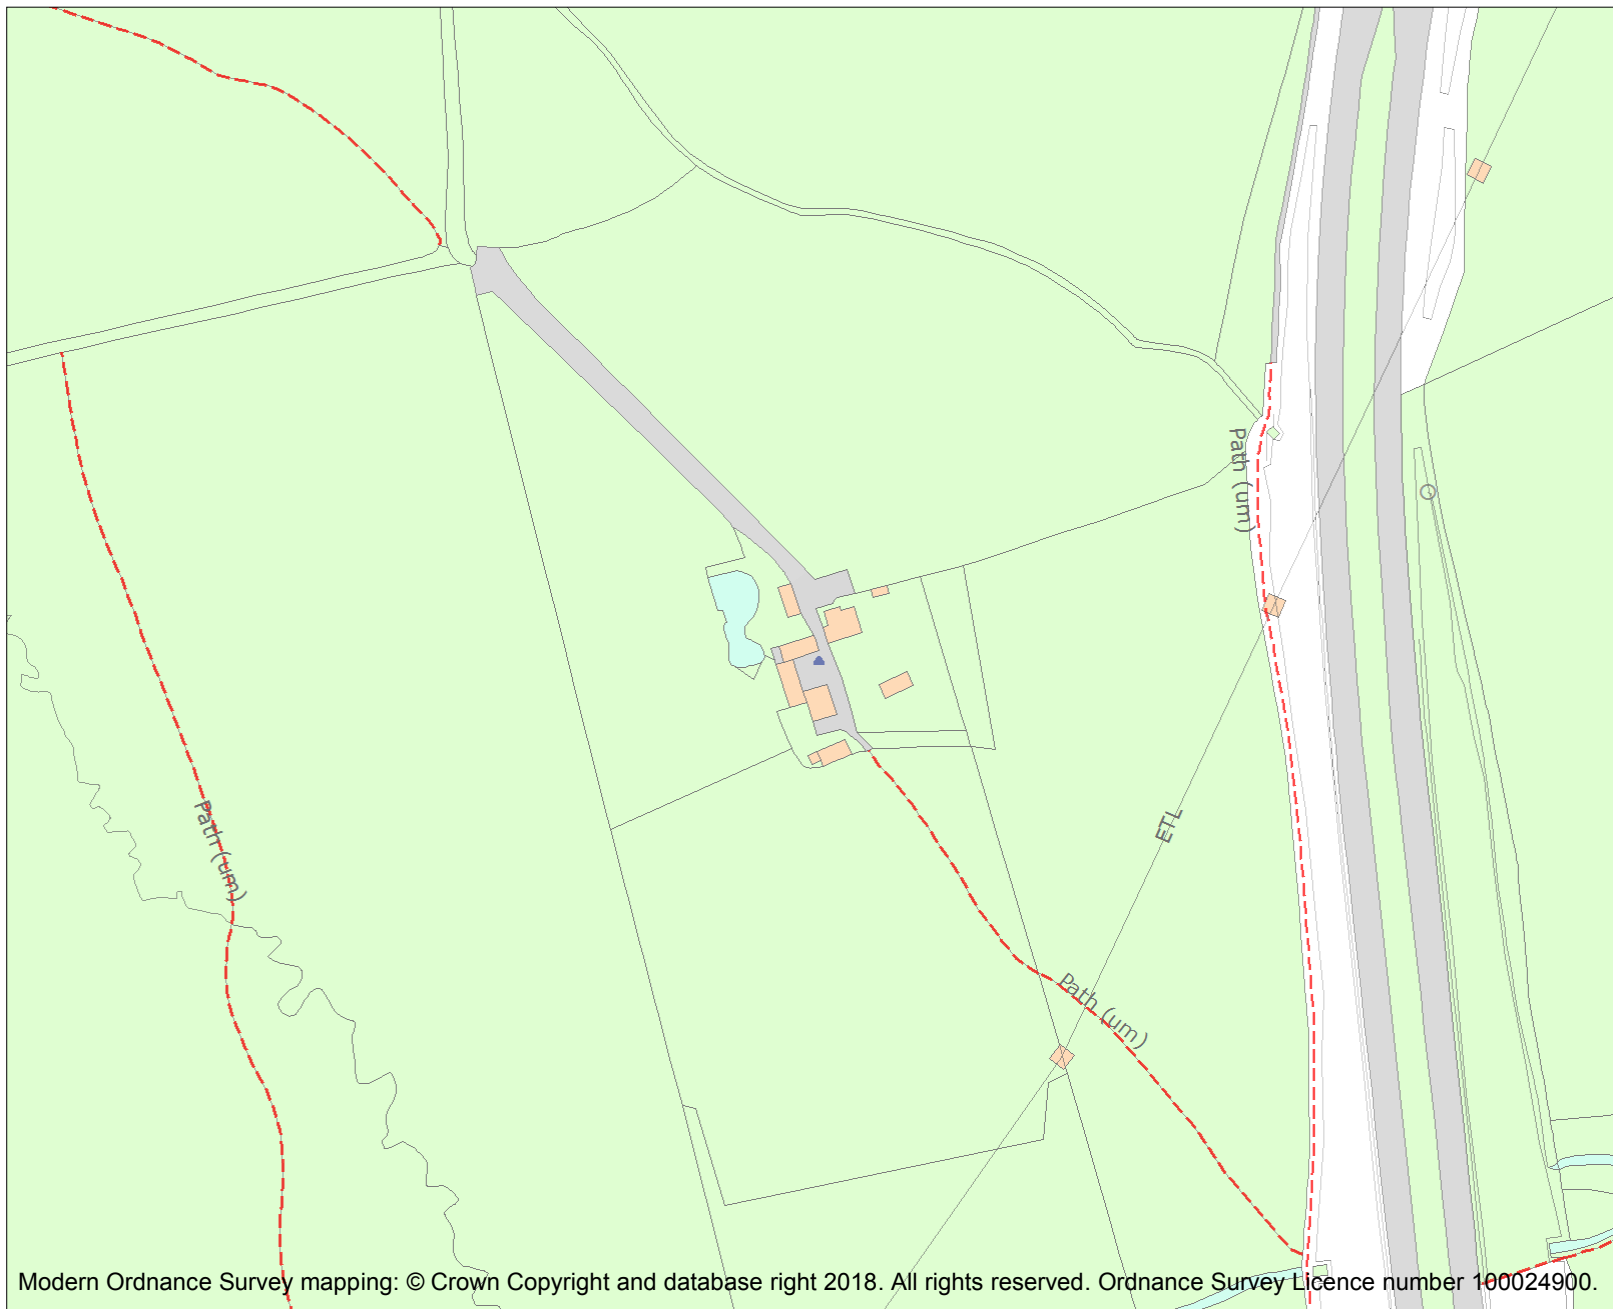 Path (um)
Path (um)
ETL
Path (um)
Modern Ordnance Survey mapping: © Crown Copyright and database right 2018. All rights reserved. Ordnance Survey Licence number 100024900.